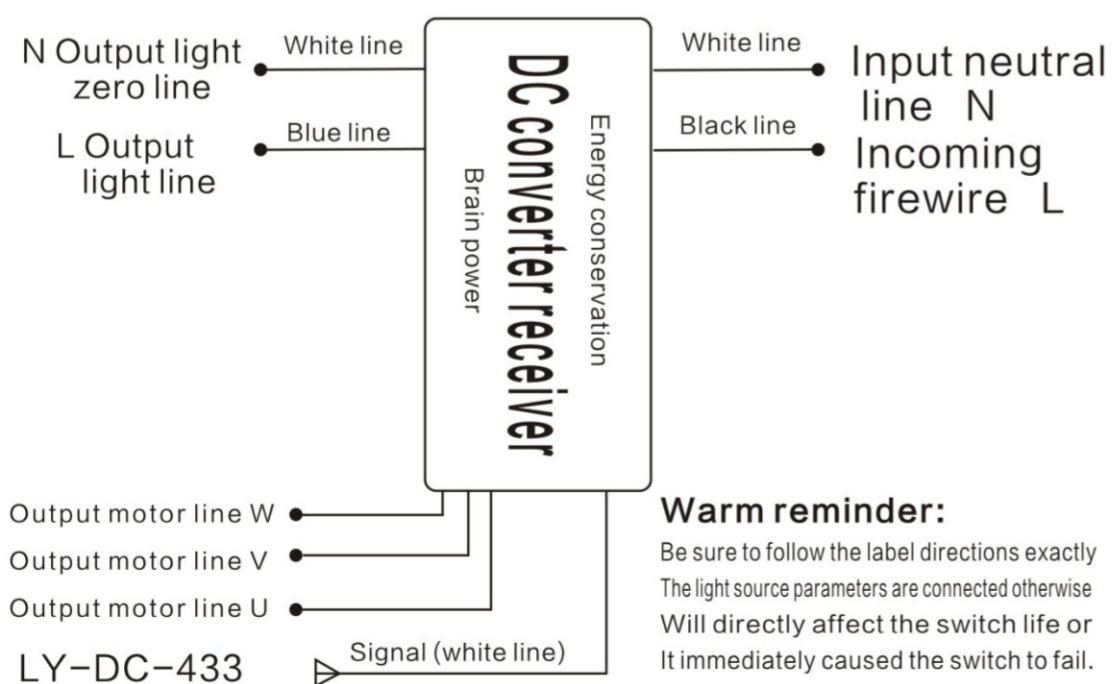 N Output light
zero line
White line
L Output
light line
Blue line
Energy conservation
DC converter receiver
Brain power
White line
Input neutral
line N
Black line
Incoming
firewire L
Output motor line W
Output motor line V
Output motor line U
LY-DC-433
Signal (white line)
Warm reminder:
Be sure to follow the label directions exactly
The light source parameters are connected otherwise
Will directly affect the switch life or
It immediately caused the switch to fail.